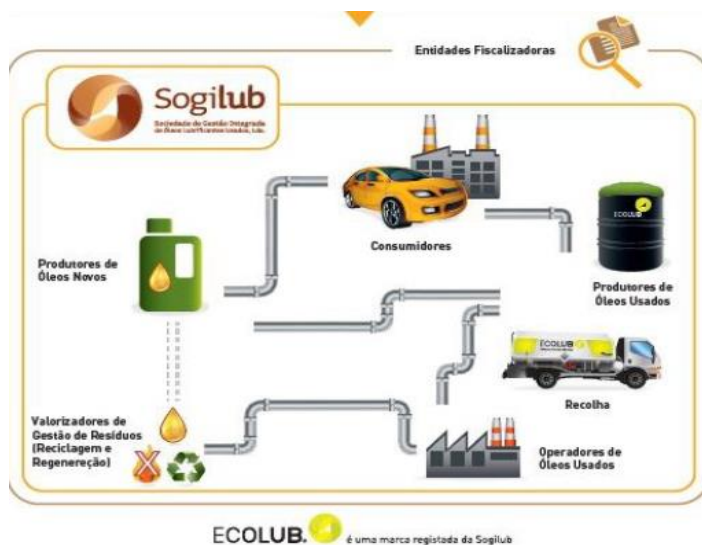 Entidades Fiscalizadoras
Sogilub
Sociedade de Gestão Integrada
de Óleos Lubrificantes Usados, Lda.
Consumidores
ECOLUB
Produtores de
Óleos Novos
Produtores de
Óleos Usados
ECOLUB
Recolha
Valorizadores de
Gestão de Resíduos
(Reciclagem e
Regenereção)
Operadores de
Óleos Usados
ECOLUB.
é uma marca registada da Sogilub